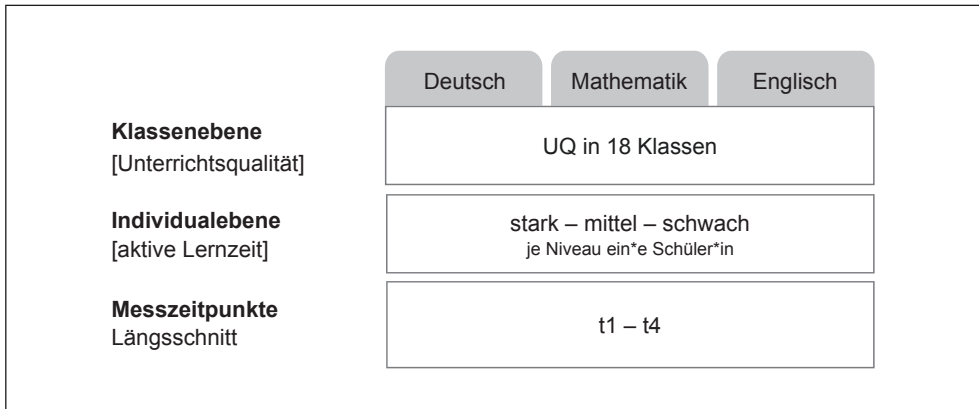 Deutsch Mathematik Englisch
Klassenebene
[Unterrichtsqualität]
UQ in 18 Klassen
Individualebene
[aktive Lernzeit]
stark – mittel – schwach
je Niveau ein*e Schüler*in
Messzeitpunkte
Längsschnitt
t1 – t4